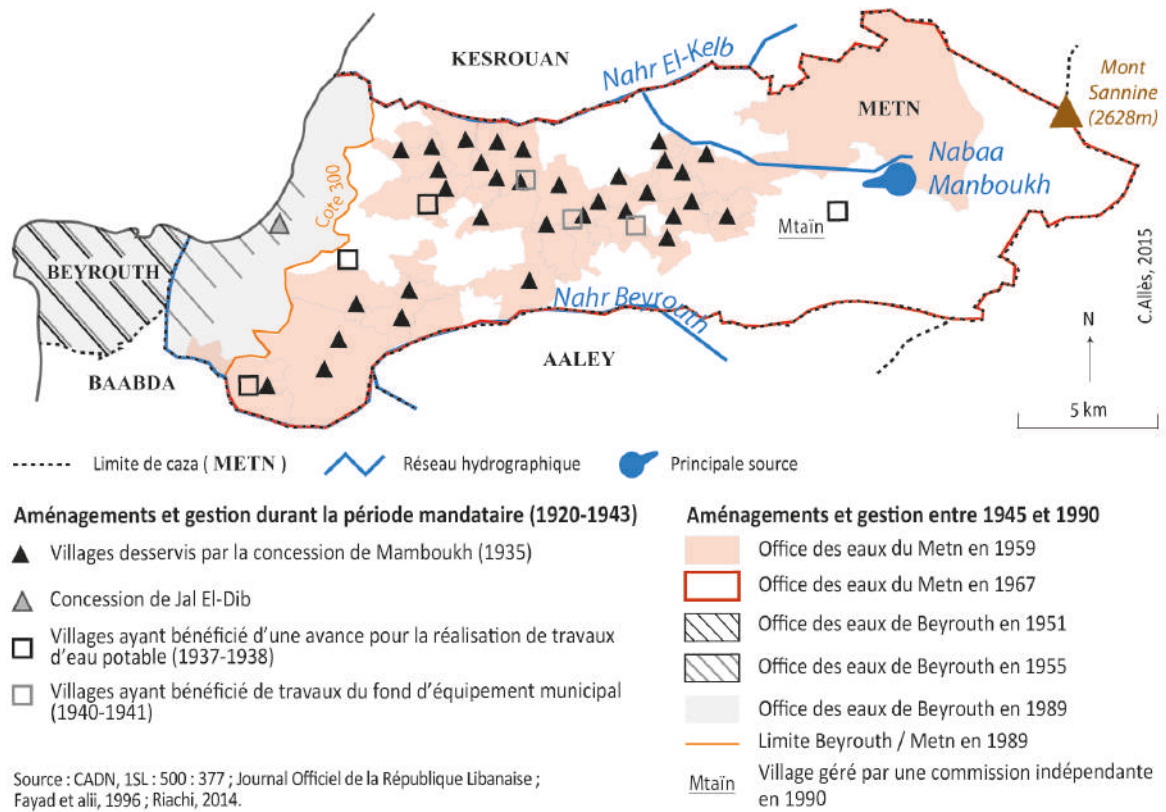 KESROUAN
Nahr El-Kelb
METN
Mont
Sannine
(2628m)
Nabaa
Manboukh
Cote 300
Mtaïn
BEYROUTH
Nahr Beyrouth
BAABDA
AALEY
C.Allès, 2015
N
5 km
Limite de caza ( METN )
Réseau hydrographique
Principale source
Aménagements et gestion durant la période mandataire (1920-1943)
Villages desservis par la concession de Mamboukh (1935)
Concession de Jal El-Dib
Villages ayant bénéficié d'une avance pour la réalisation de travaux
d'eau potable (1937-1938)
Villages ayant bénéficié de travaux du fond d'équipement municipal
(1940-1941)
Source : CADN, 1SL : 500 : 377 ; Journal Officiel de la République Libanaise ;
Fayad et alii, 1996 ; Riachi, 2014.
Aménagements et gestion entre 1945 et 1990
Office des eaux du Metn en 1959
Office des eaux du Metn en 1967
Office des eaux de Beyrouth en 1951
Office des eaux de Beyrouth en 1955
Office des eaux de Beyrouth en 1989
Limite Beyrouth / Metn en 1989
Mtaïn
Village géré par une commission indépendante
en 1990